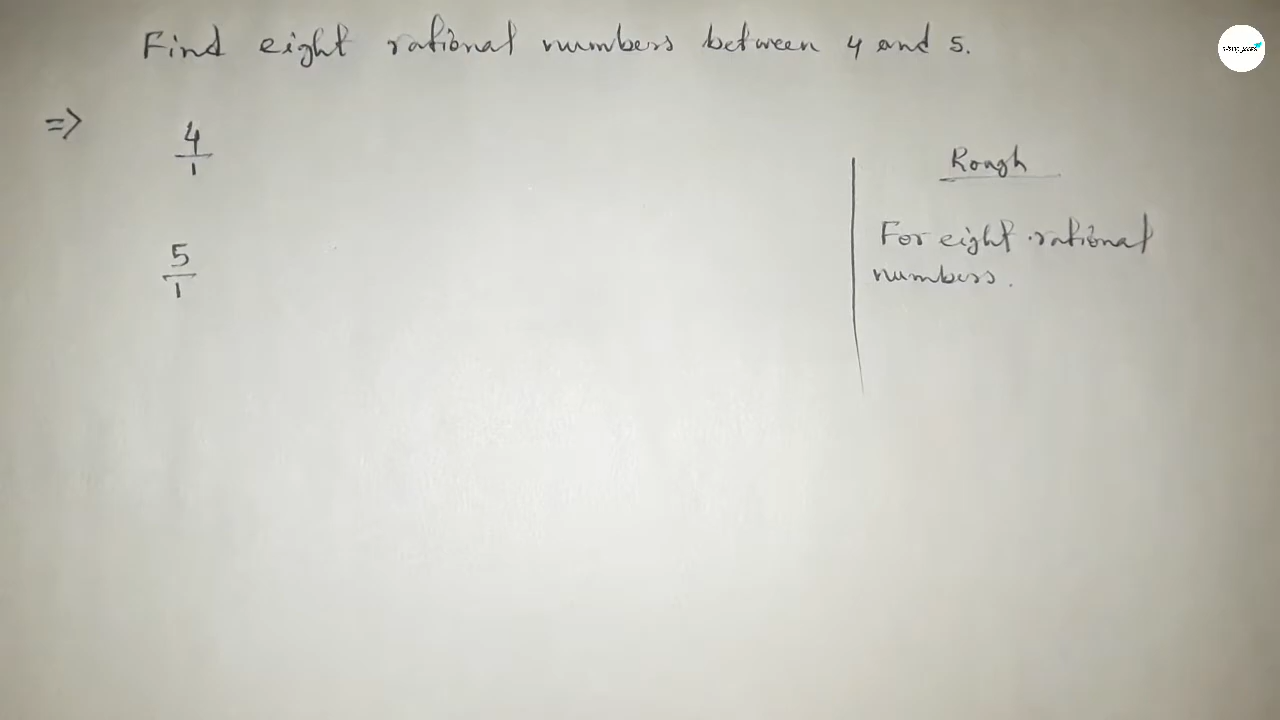 Find eight rational numbers between 4 and 5.
=> 4/1
5/1
Rough
For eight rational
numbers.